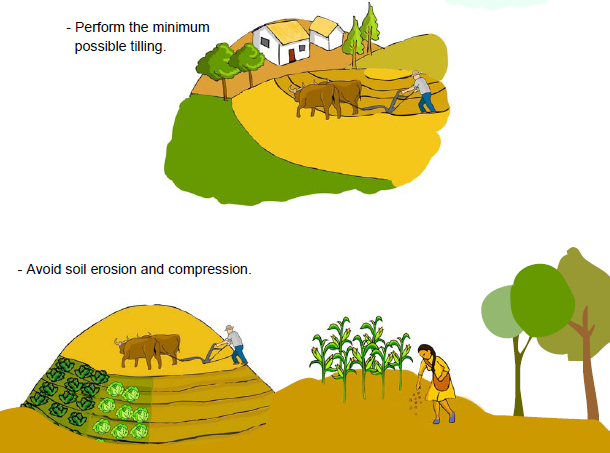 - Perform the minimum
possible tilling.
- Avoid soil erosion and compression.